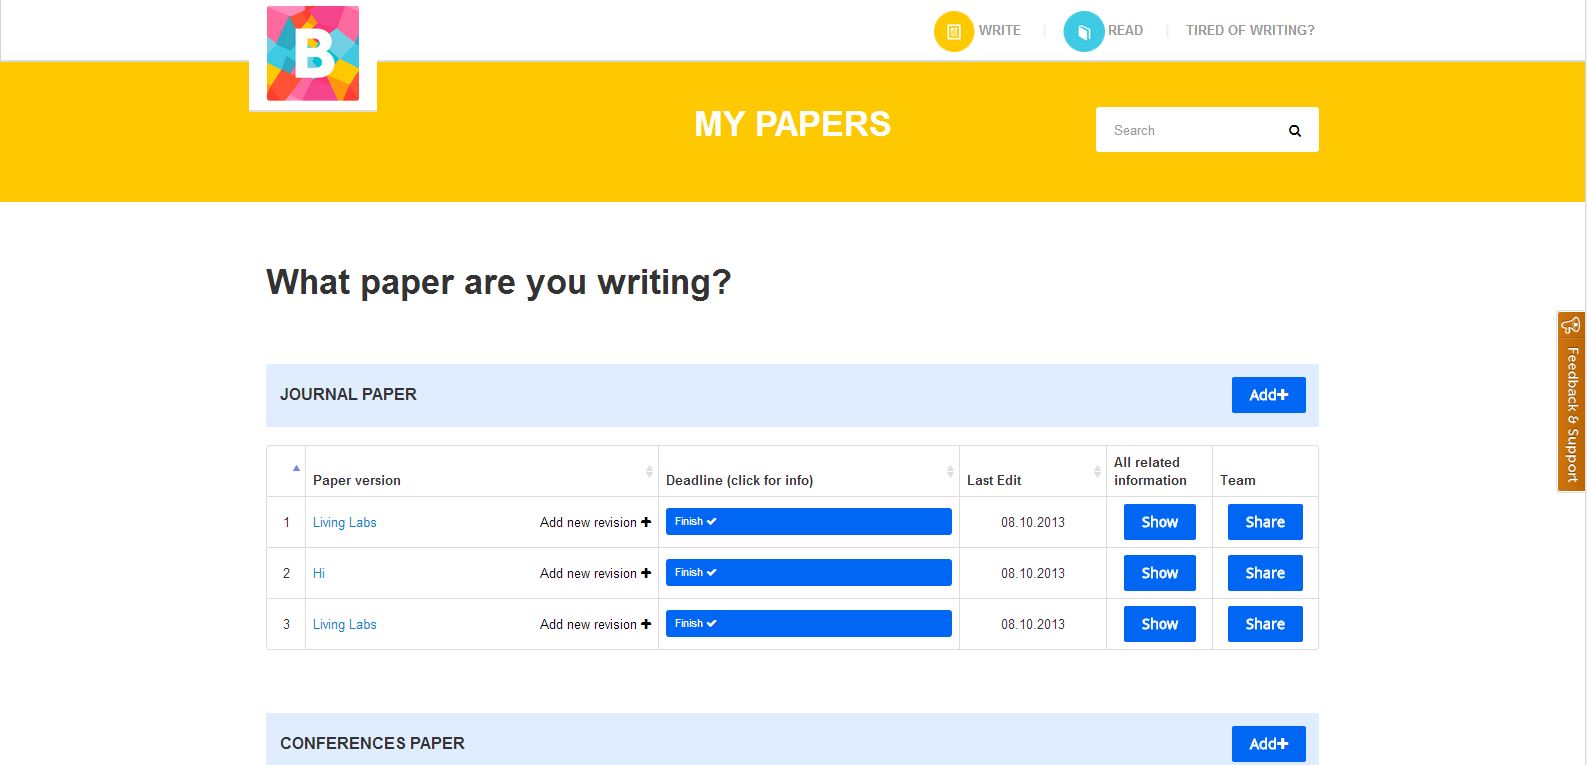 B
WRITE | READ | TIRED OF WRITING?
MY PAPERS
Search
What paper are you writing?
Feedback & Support
JOURNAL PAPER
Add
Paper version
Deadline (click for info)
Last Edit
All related
information
Team
1 Living Labs Add new revision Finish 08.10.2013 Show Share
2 Hi Add new revision Finish 08.10.2013 Show Share
3 Living Labs Add new revision Finish 08.10.2013 Show Share
CONFERENCES PAPER
Add